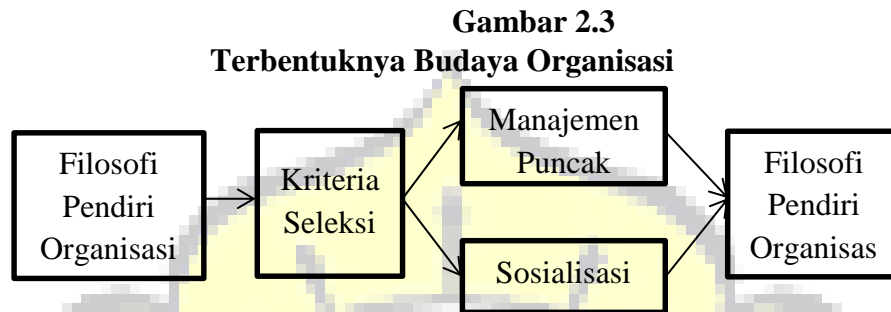 Gambar 2.3
Terbentuknya Budaya Organisasi
Filosofi
Pendiri
Organisasi
Kriteria
Seleksi
Manajemen
Puncak
Sosialisasi
Filosofi
Pendiri
Organisas